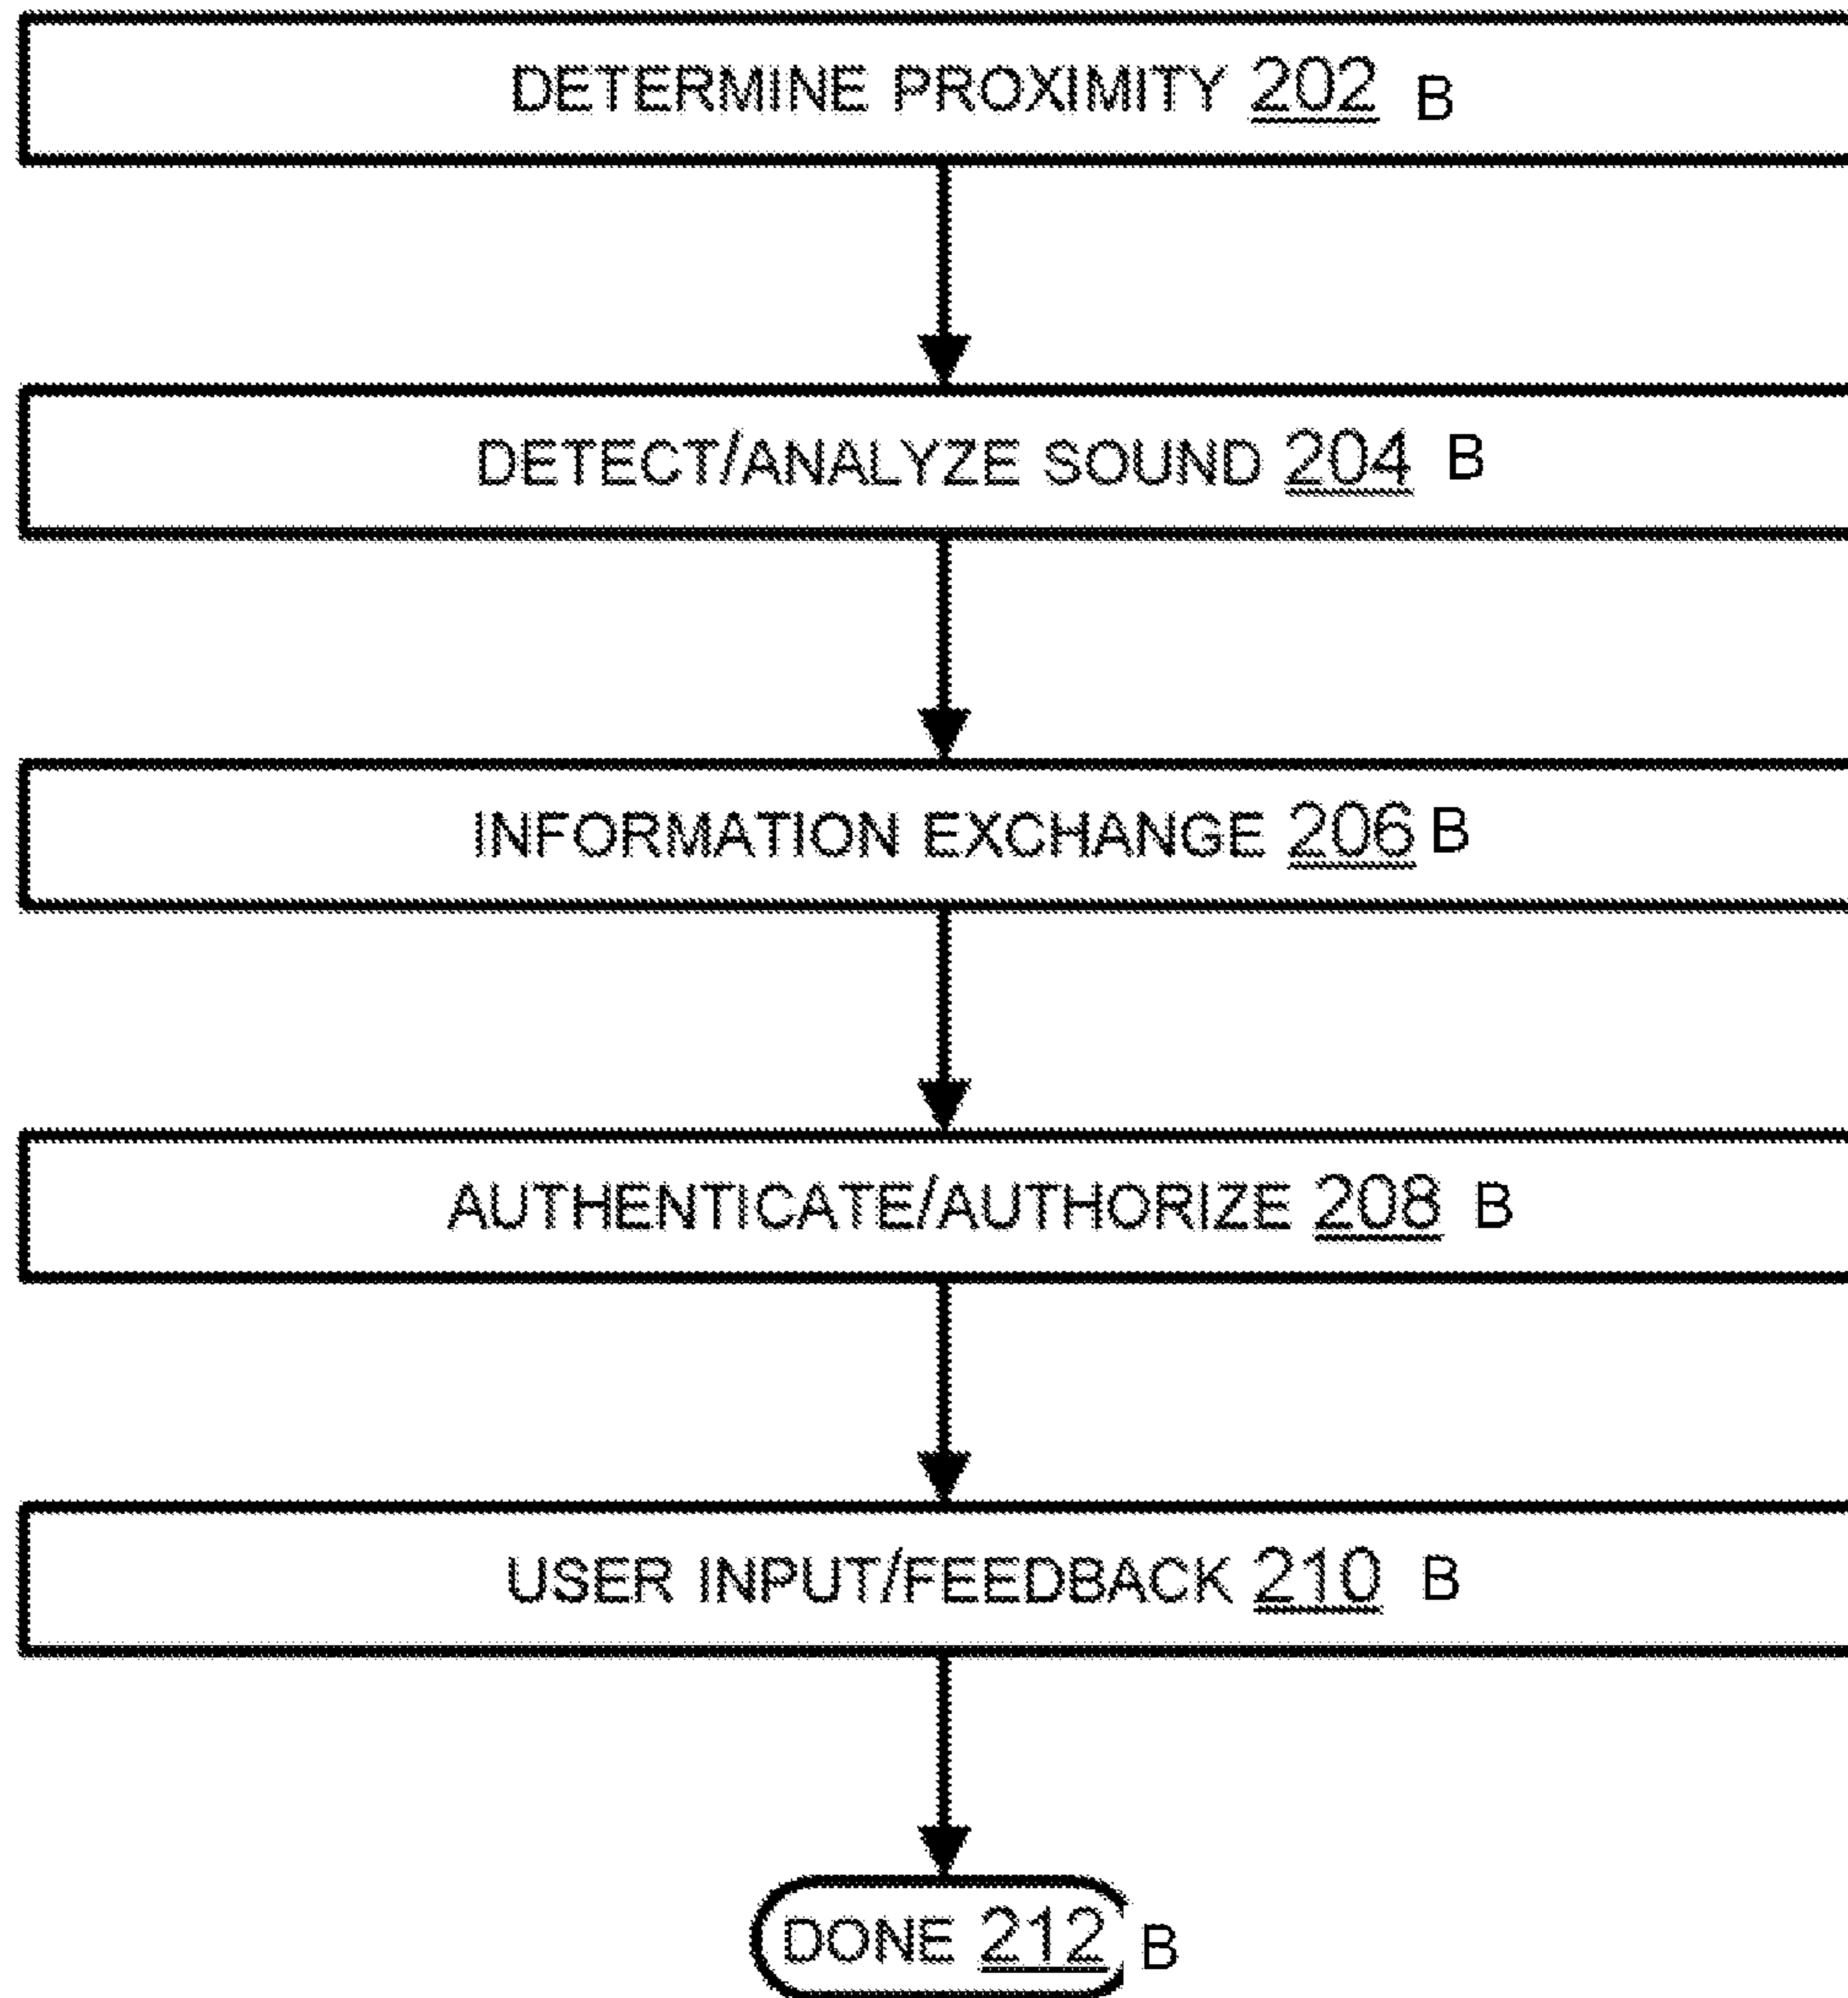 DETERMINE PROXIMITY 202 B
DETECT/ANALYZE SOUND 204 B
INFORMATION EXCHANGE 206 B
AUTHENTICATE/AUTHORIZE 208 B
USER INPUT/FEEDBACK 210 B
DONE 212 B